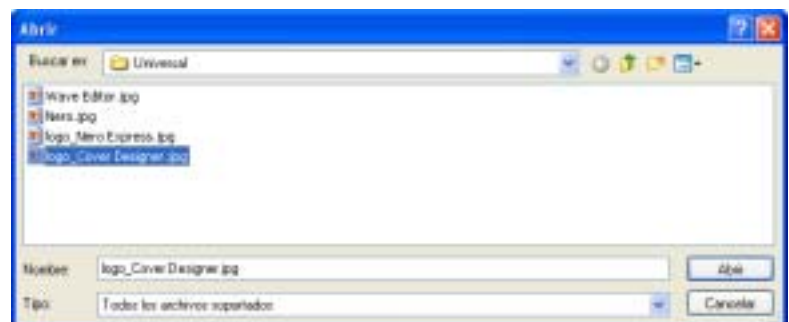 Abrir
Buscar en: Universal
Wave Editor.jpg
Nero.jpg
logo_Nero Express.jpg
logo_Cover Designer.jpg
Nombre: logo_Cover Designer.jpg Abrir
Tipo: Todos los archivos soportados Cancelar